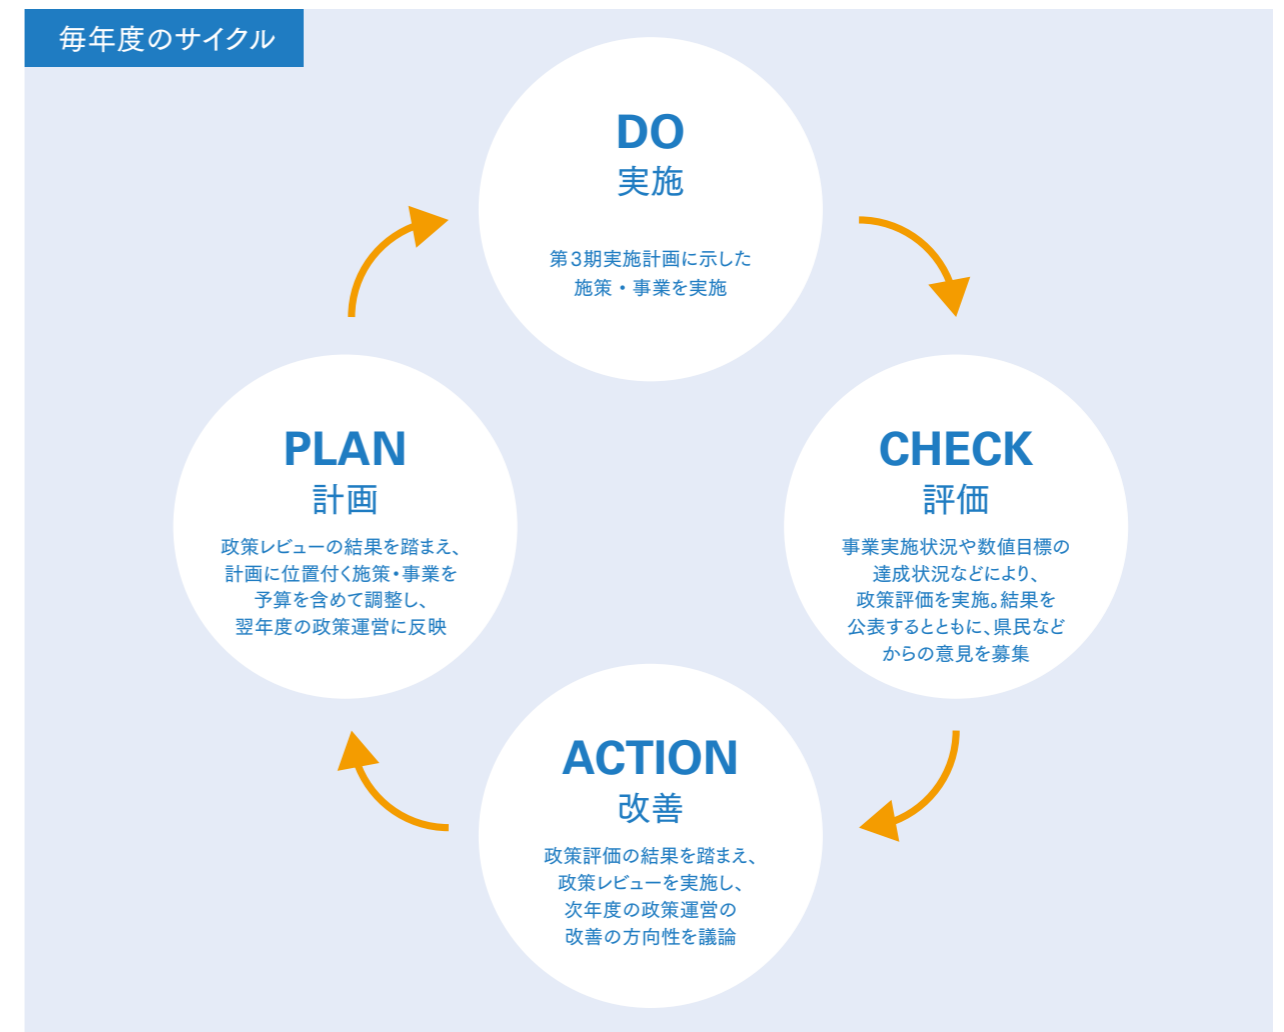 毎年度のサイクル
DO
実施
第3期実施計画に示した
施策・事業を実施
PLAN
計画
政策レビューの結果を踏まえ、
計画に位置付く施策・事業を
予算を含めて調整し、
翌年度の政策運営に反映
CHECK
評価
事業実施状況や数値目標の
達成状況などにより、
政策評価を実施。結果を
公表するとともに、県民など
からの意見を募集
ACTION
改善
政策評価の結果を踏まえ、
政策レビューを実施し、
次年度の政策運営の
改善の方向性を議論